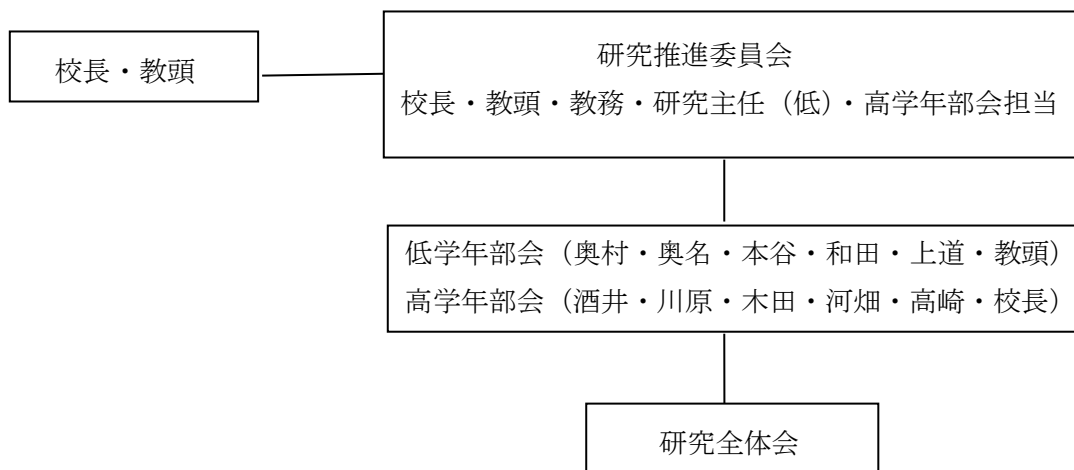 校長・教頭
研究推進委員会
校長・教頭・教務・研究主任（低）・高学年部会担当
低学年部会（奥村・奥名・本谷・和田・上道・教頭）
高学年部会（酒井・川原・木田・河畑・高崎・校長）
研究全体会